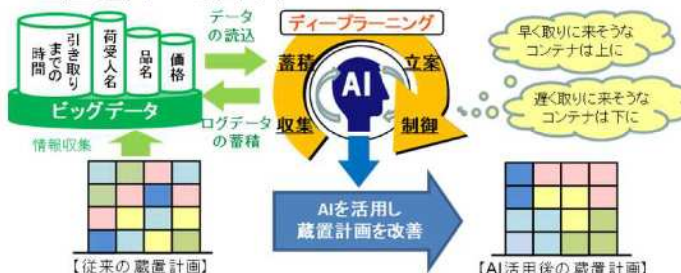 引き取り
までの
時間
荷受人名
品名
価格
ビッグデータ
データ
の読込
ログデータ
の蓄積
情報収集
ディープラーニング
蓄積
立案
AI
収集
制御
早く取りに来そうな
コンテナは上に
遅く取りに来そうな
コンテナは下に
AIを活用し
蔵置計画を改善
【従来の蔵置計画】
【AI活用後の蔵置計画】